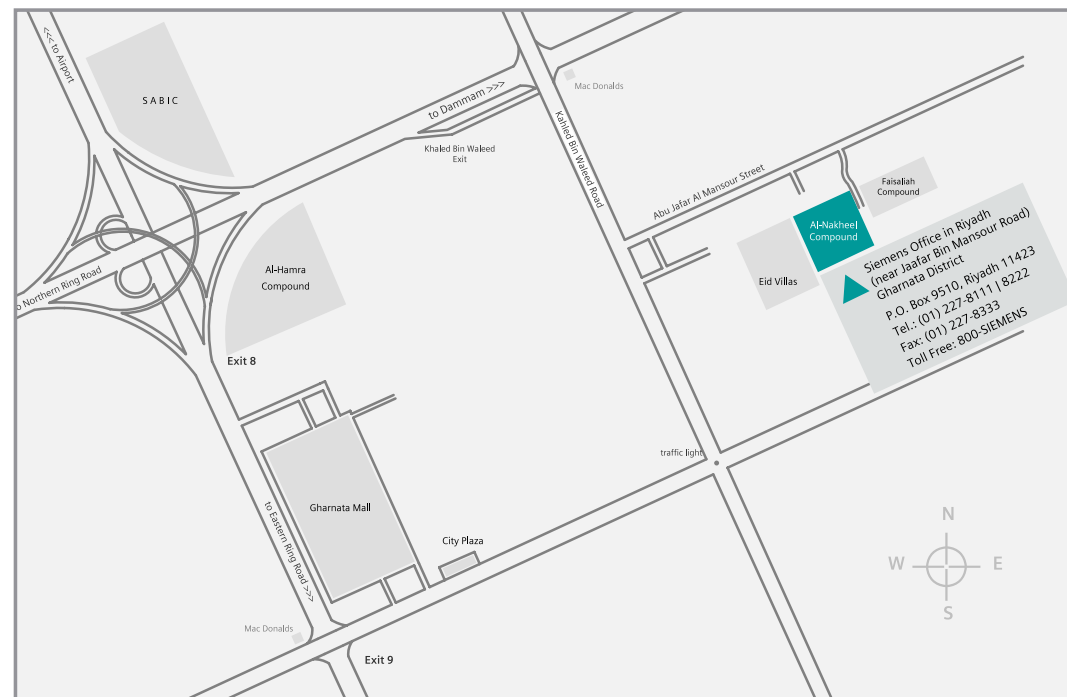 <<< to Airport
SABIC
to Dammam >>>
Khaled Bin Waleed
Exit
Mac Donalds
Kahled Bin Waleed Road
Abu Jafar Al Mansour Street
Faisaliah
Compound
Al-Nakheel
Compound
Eid Villas
Siemens Office in Riyadh
(near Jaafar Bin Mansour Road)
Gharnata District
P.O. Box 9510, Riyadh 11423
Tel.: (01) 227-8111 | 8222
Fax: (01) 227-8333
Toll Free: 800-SIEMENS
o Northern Ring Road
Al-Hamra
Compound
Exit 8
traffic light
to Eastern Ring Road >>>
Gharnata Mall
City Plaza
Mac Donalds
Exit 9
N
W
E
S